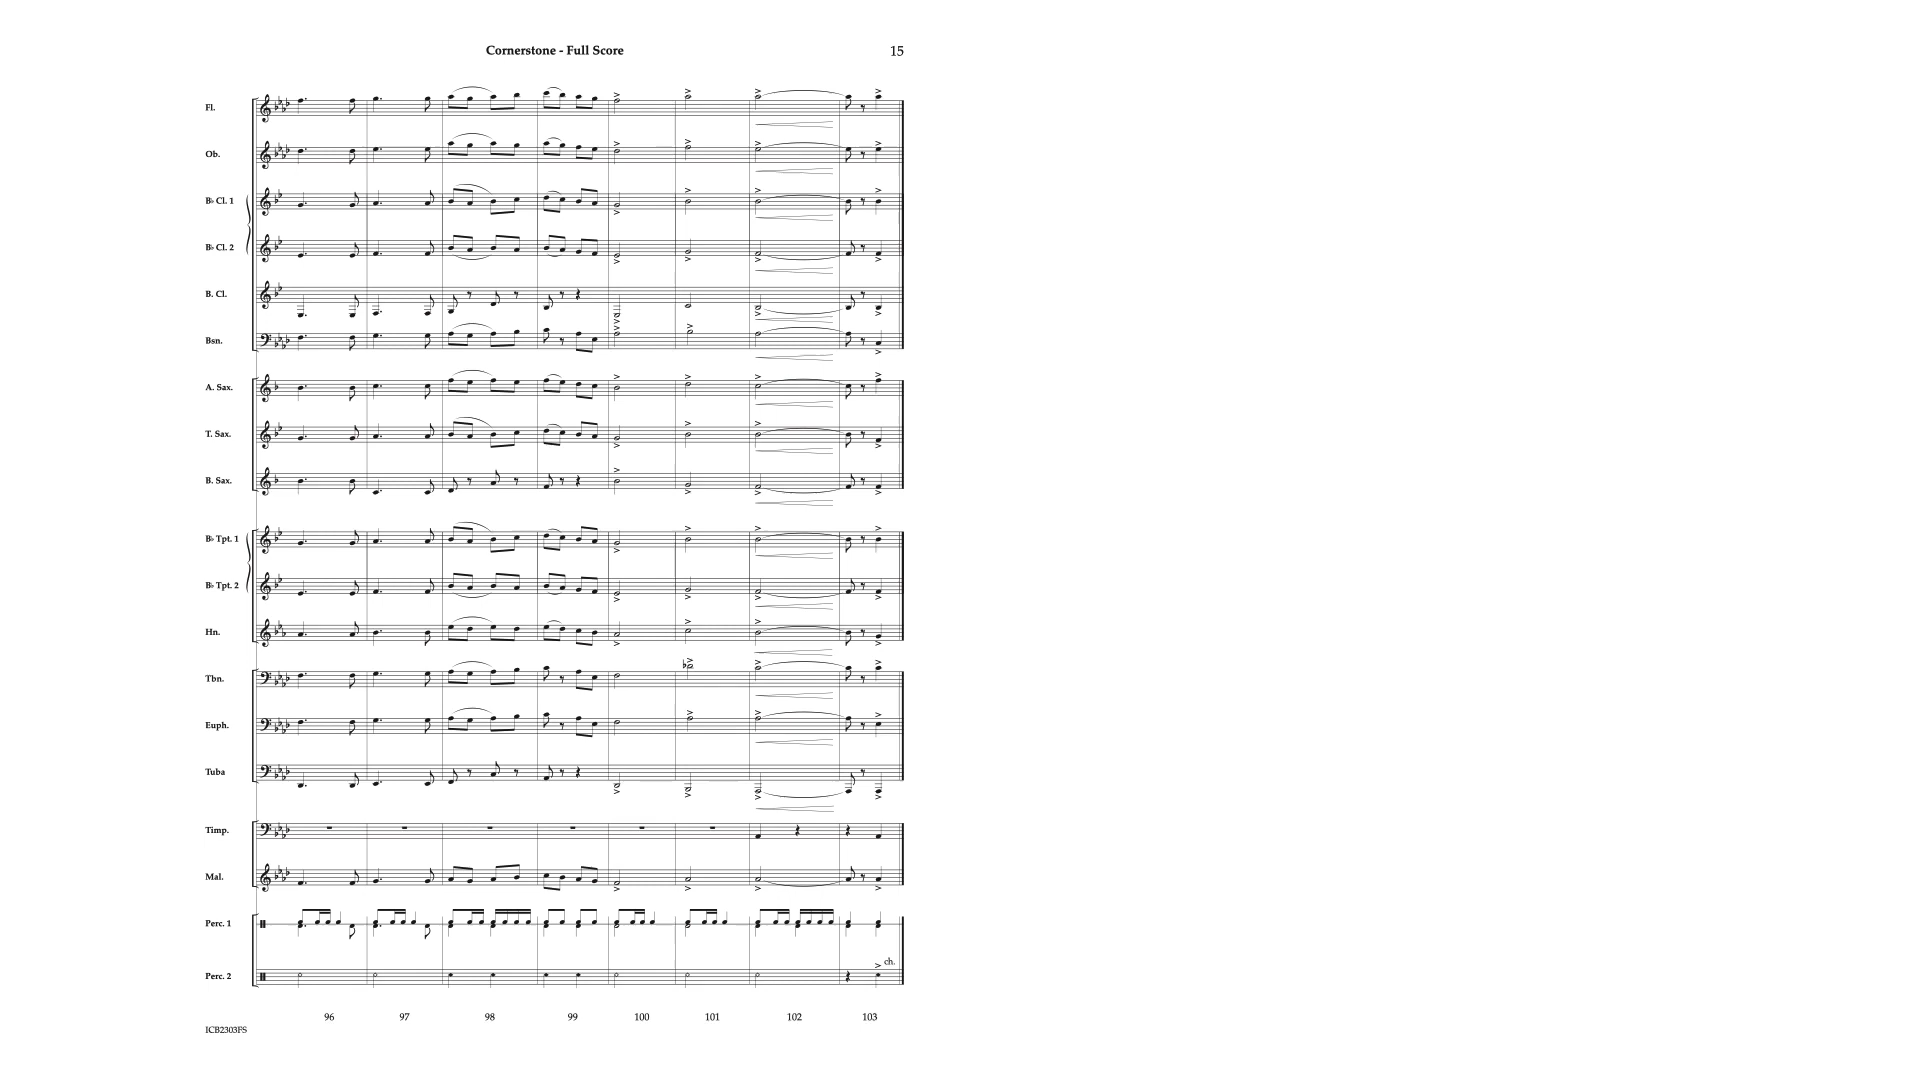 Cornerstone - Full Score
15
Fl.
Ob.
B♭ Cl. 1
B♭ Cl. 2
B. Cl.
Bsn.
A. Sax.
T. Sax.
B. Sax.
B♭ Tpt. 1
B♭ Tpt. 2
Hn.
Tbn.
Euph.
Tuba
Timp.
Mal.
Perc. 1
ch.
Perc. 2
96 97 98 99 100 101 102 103
ICB2303FS